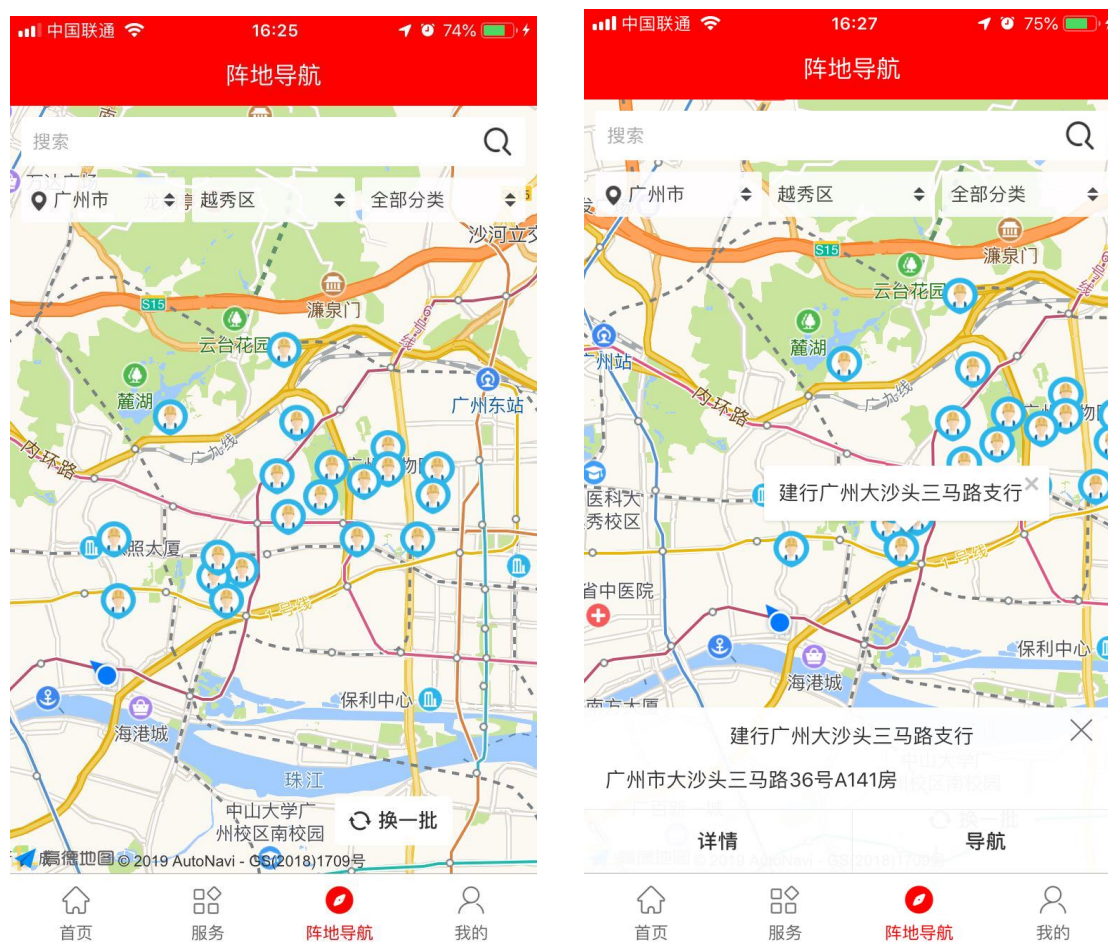 中国联通
16:25
74%
阵地导航
搜索
广州市
越秀区
全部分类
沙河立交
S15
濂泉门
云台花园
麓湖
广州东站
内环路
广九线
照大厦
1号线
保利中心
海港城
珠江
中山大学广
州校区南校园
换一批
高德地图 © 2019 AutoNavi - GS(2018)1709号
首页
服务
阵地导航
我的
中国联通
16:27
75%
阵地导航
搜索
广州市
越秀区
全部分类
S15
濂泉门
云台花园
广州站
麓湖
内环路
广九线
医科大
秀校区
建行广州大沙头三马路支行
1号线
省中医院
保利中心
海港城
南方大厦
建行广州大沙头三马路支行
广州市大沙头三马路36号A141房
换一批
详情
导航
首页
服务
阵地导航
我的